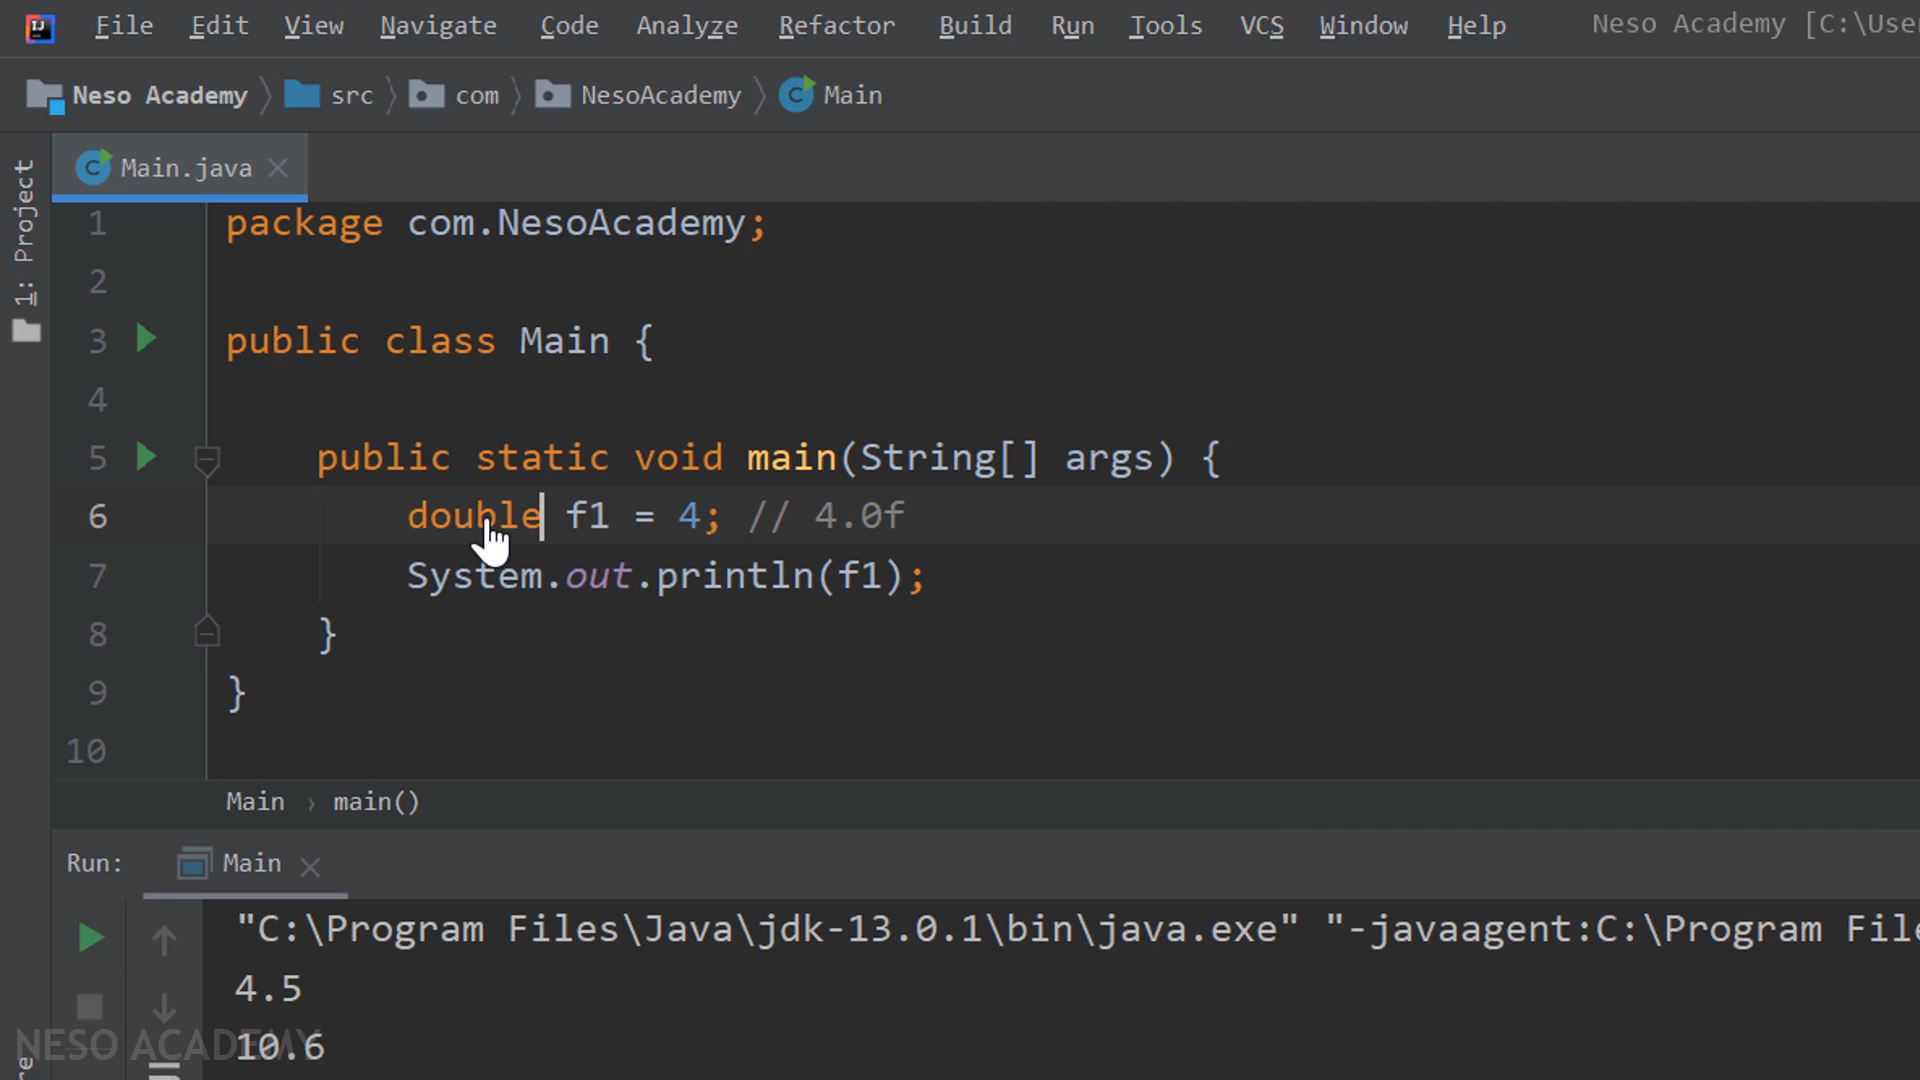 File Edit View Navigate Code Analyze Refactor Build Run Tools VCS Window Help Neso Academy [C:\Use
Neso Academy src com NesoAcademy Main
Main.java
1: Project
1 package com.NesoAcademy;
2
3 public class Main {
4
5 public static void main(String[] args) {
6 double f1 = 4; // 4.0f
7 System.out.println(f1);
8 }
9 }
10
Main › main()
Run: Main
"C:\Program Files\Java\jdk-13.0.1\bin\java.exe" "-javaagent:C:\Program File
4.5
10.6
NESO ACADEMY